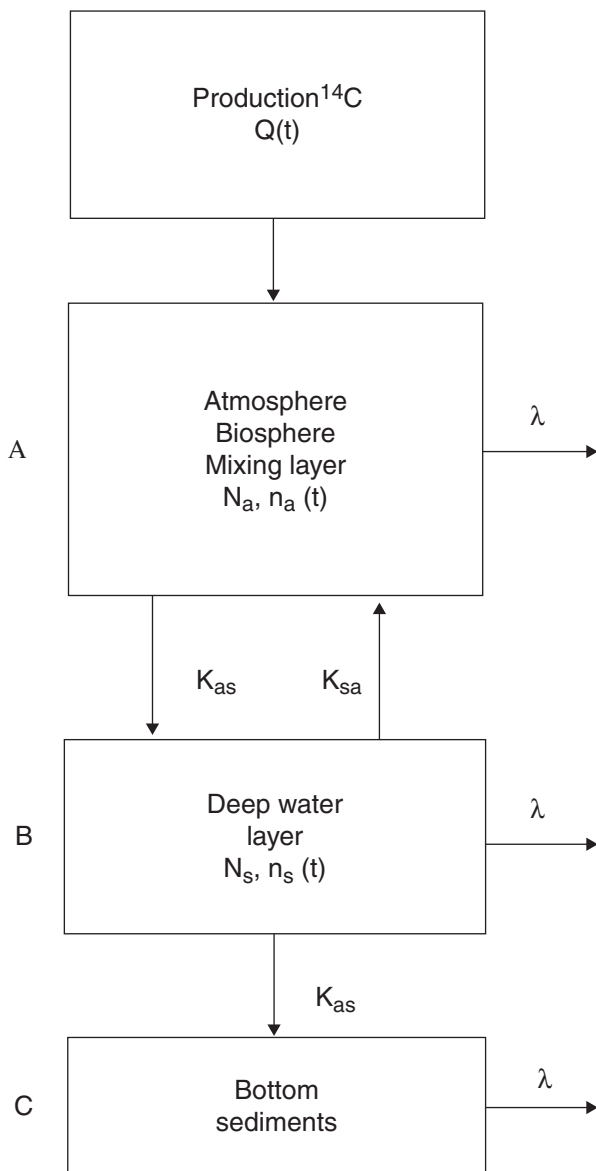 Production¹⁴C
Q(t)
Atmosphere
Biosphere
Mixing layer
Nₐ, nₐ (t)
A
λ
Kₐₛ
Kₛₐ
Deep water
layer
Nₛ, nₛ (t)
B
λ
Kₐₛ
Bottom
sediments
C
λ